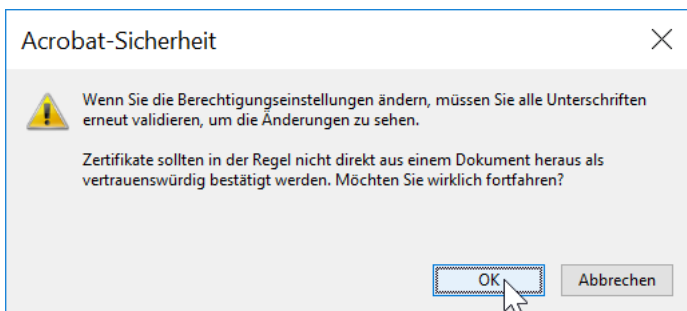 Acrobat-Sicherheit
Wenn Sie die Berechtigungseinstellungen ändern, müssen Sie alle Unterschriften
erneut validieren, um die Änderungen zu sehen.
Zertifikate sollten in der Regel nicht direkt aus einem Dokument heraus als
vertrauenswürdig bestätigt werden. Möchten Sie wirklich fortfahren?
OK
Abbrechen